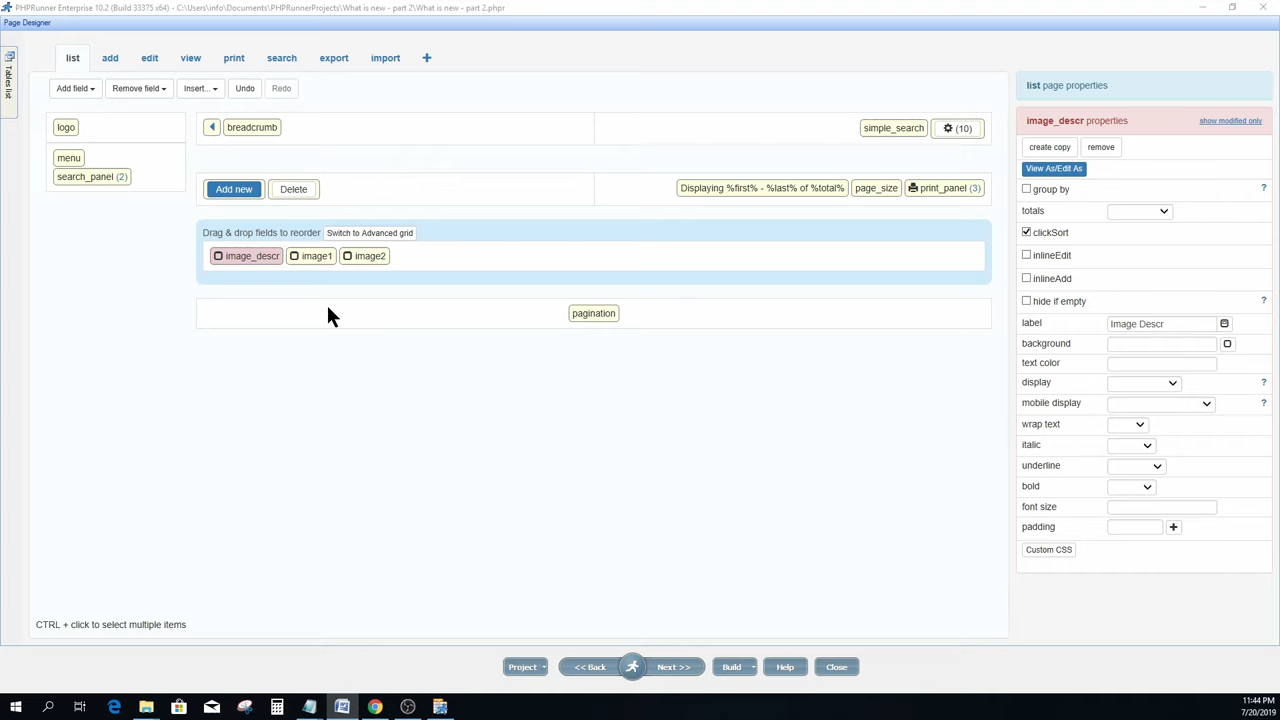 PHPRunner Enterprise 10.2 (Build 33375 x64) - C:\Users\info\Documents\PHPRunnerProjects\What is new - part 2\What is new - part 2.phpr
Page Designer
Tables list
list add edit view print search export import
Add field Remove field Insert... Undo Redo
list page properties
logo
breadcrumb
simple_search
(10)
image_descr properties
show modified only
create copy remove
menu
search_panel (2)
View As/Edit As
Add new Delete
Displaying %first% - %last% of %total% page_size print_panel (3)
group by ?
totals
Drag & drop fields to reorder Switch to Advanced grid
clickSort
image_descr image1 image2
inlineEdit
inlineAdd
hide if empty ?
pagination
label Image Descr
background
text color
display ?
mobile display ?
wrap text
italic
underline
bold
font size
padding
Custom CSS
CTRL + click to select multiple items
Project << Back Next >> Build Help Close
11:44 PM
7/20/2019